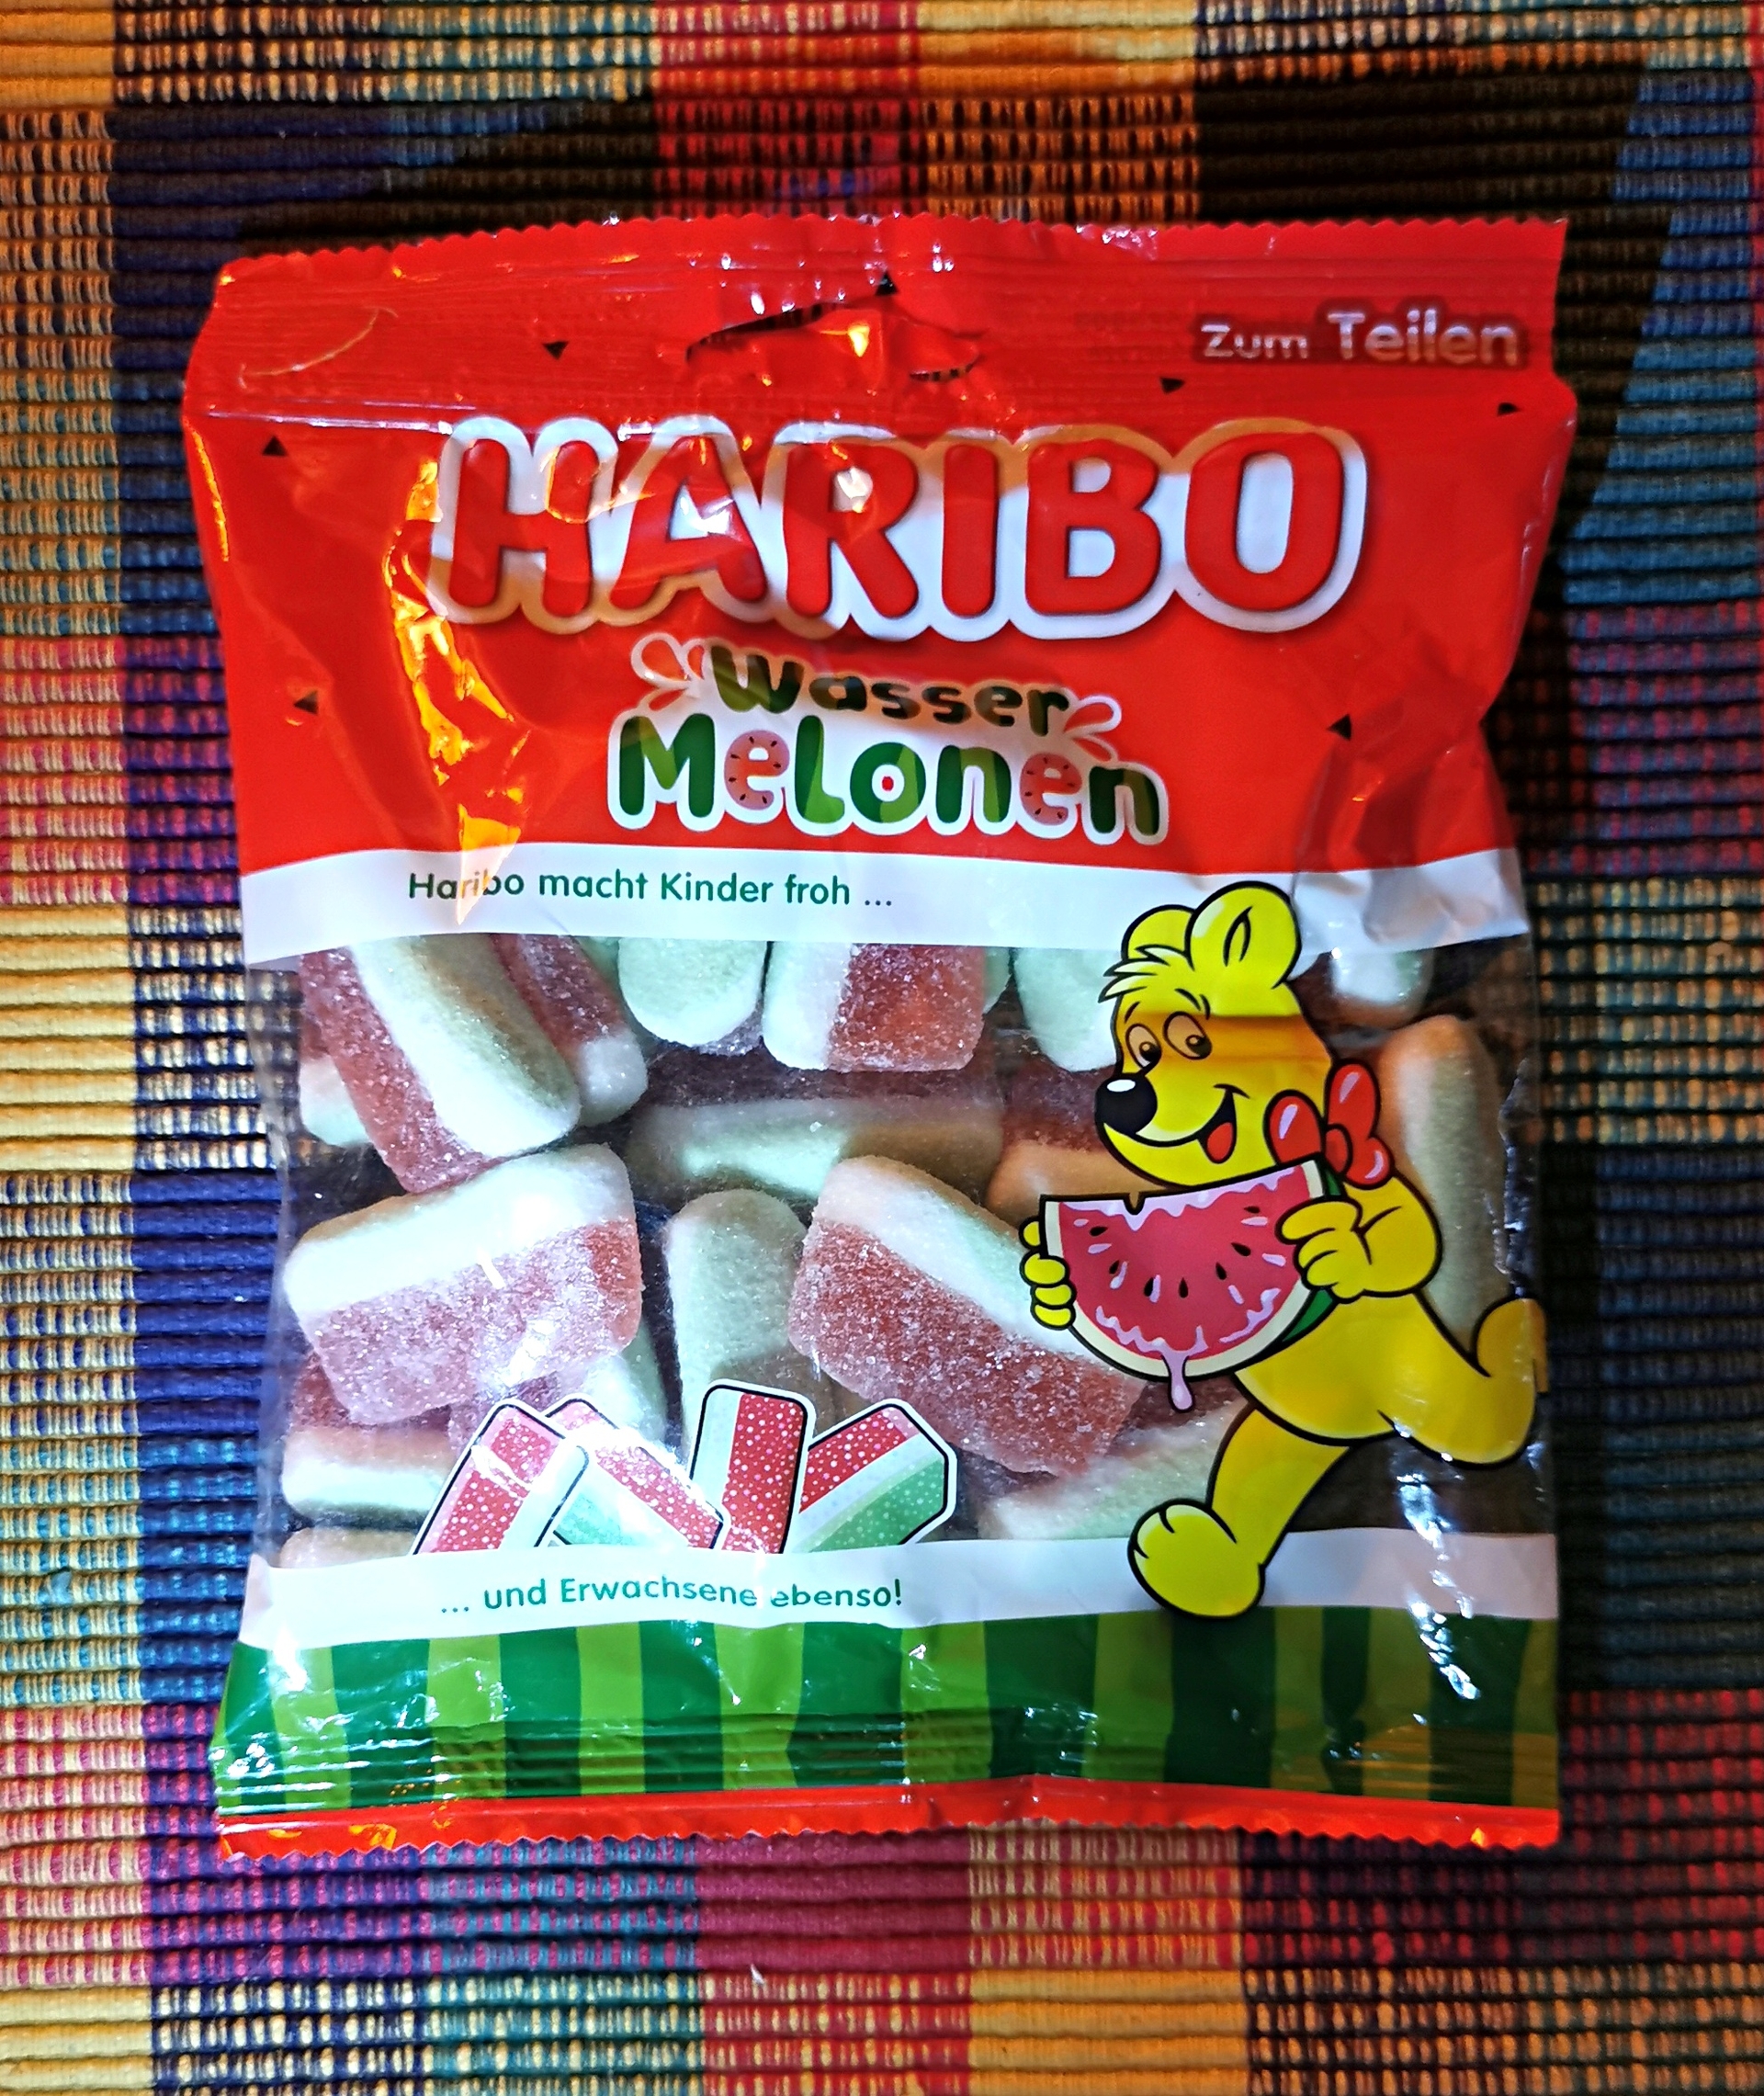 Zum Teilen
HARIBO
Wasser
Melonen
Haribo macht Kinder froh ...
... und Erwachsene ebenso!